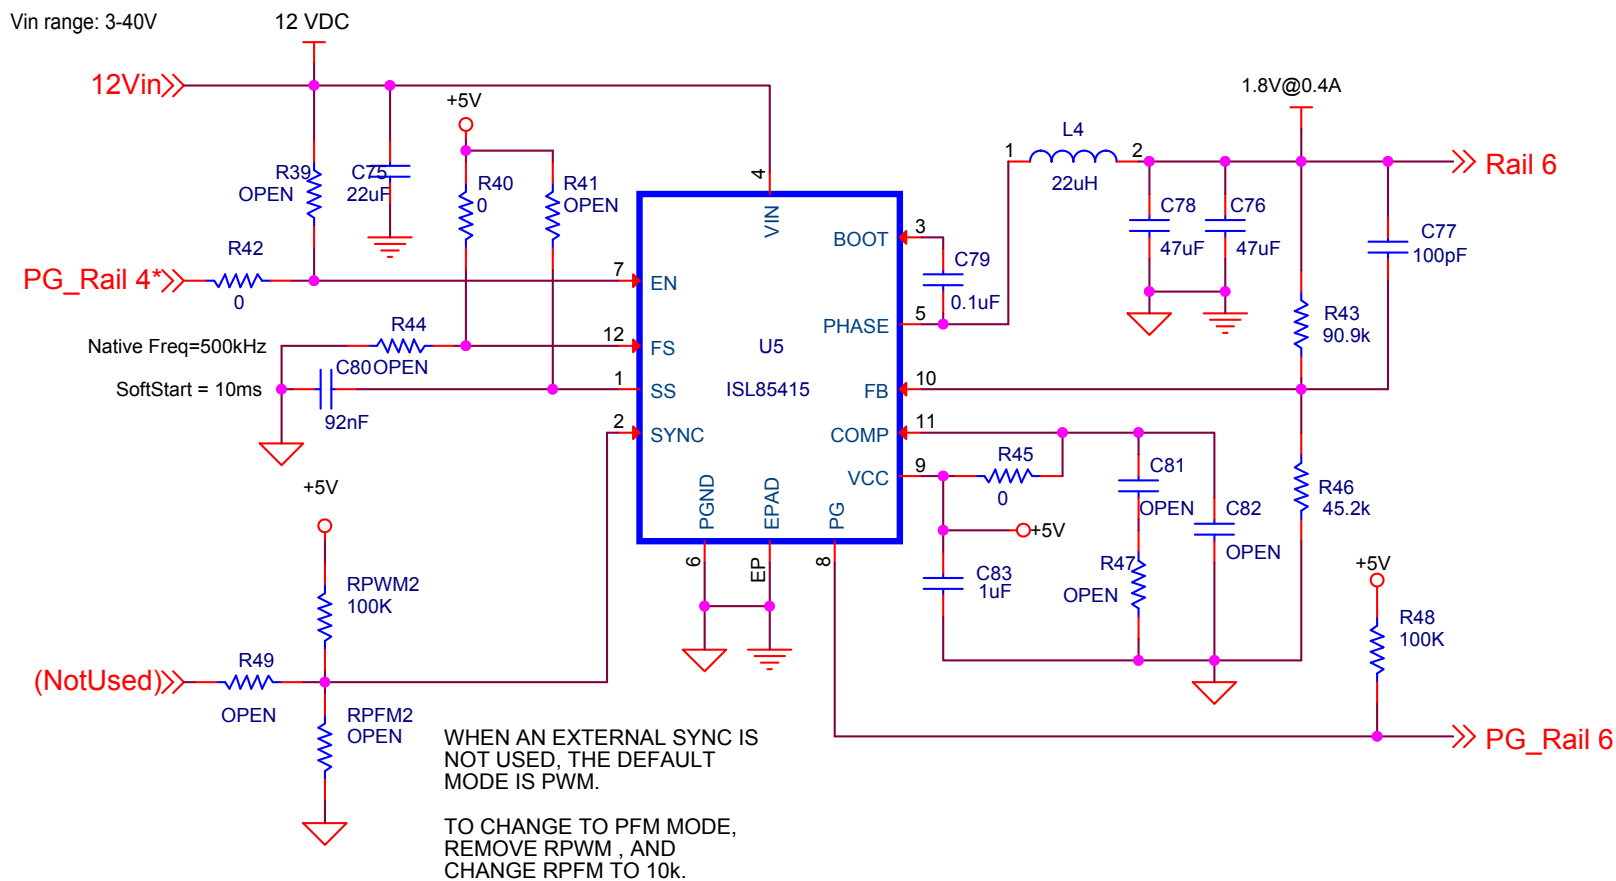 Vin range: 3-40V
12 VDC
12Vin
+5V
1.8V@0.4A
L4
1
2
22uH
Rail 6
R39
OPEN
C75
22uF
R40
0
R41
OPEN
4
VIN
C78
47uF
C76
47uF
C77
100pF
BOOT
3
C79
0.1uF
R42
PG_Rail 4*
0
7
EN
5
PHASE
R43
90.9k
R44
Native Freq=500kHz
12
FS
U5
C80
OPEN
SoftStart = 10ms
1
SS
ISL85415
FB
10
92nF
2
SYNC
COMP
11
R45
0
VCC
9
C81
OPEN
C82
OPEN
R46
45.2k
+5V
PGND
EPAD
PG
+5V
6
EP
8
C83
1uF
R47
OPEN
+5V
RPWM2
100K
R48
100K
R49
(NotUsed)
OPEN
RPFM2
OPEN
PG_Rail 6
WHEN AN EXTERNAL SYNC IS
NOT USED, THE DEFAULT
MODE IS PWM.
TO CHANGE TO PFM MODE,
REMOVE RPWM , AND
CHANGE RPFM TO 10k.